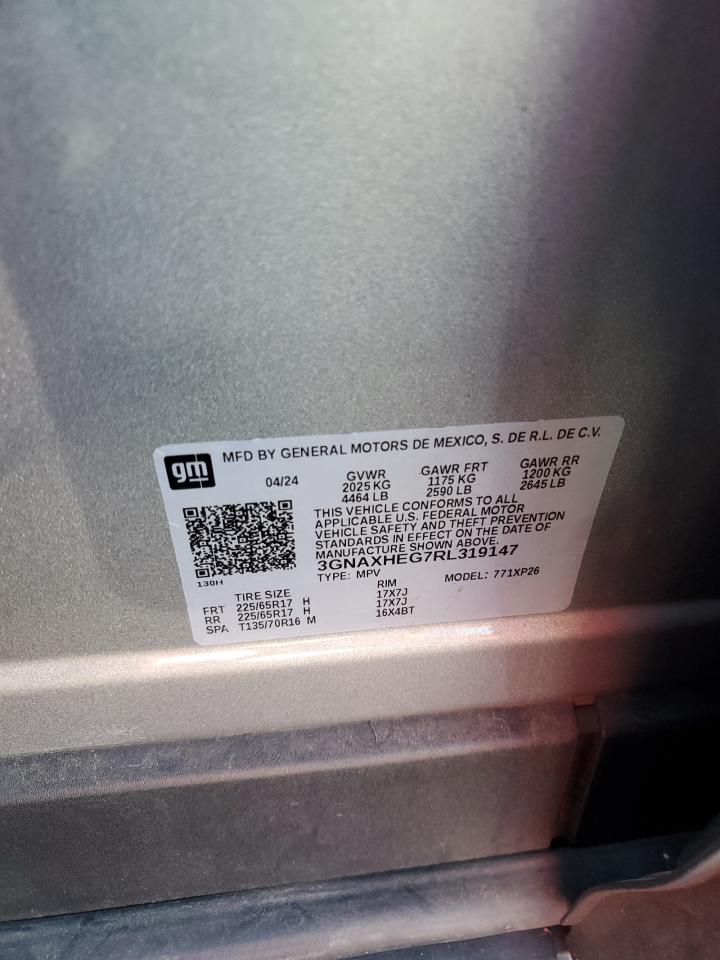 gm MFD BY GENERAL MOTORS DE MEXICO, S. DE R.L. DE C.V.
04/24 GVWR GAWR FRT GAWR RR
2025 KG 1175 KG 1200 KG
4464 LB 2590 LB 2645 LB
THIS VEHICLE CONFORMS TO ALL
APPLICABLE U.S. FEDERAL MOTOR
VEHICLE SAFETY AND THEFT PREVENTION
STANDARDS IN EFFECT ON THE DATE OF
MANUFACTURE SHOWN ABOVE.
3GNAXHEG7RL319147
130H TYPE: MPV MODEL: 771XP26
TIRE SIZE RIM
FRT 225/65R17 H 17X7J
RR 225/65R17 H 17X7J
SPA T135/70R16 M 16X4BT